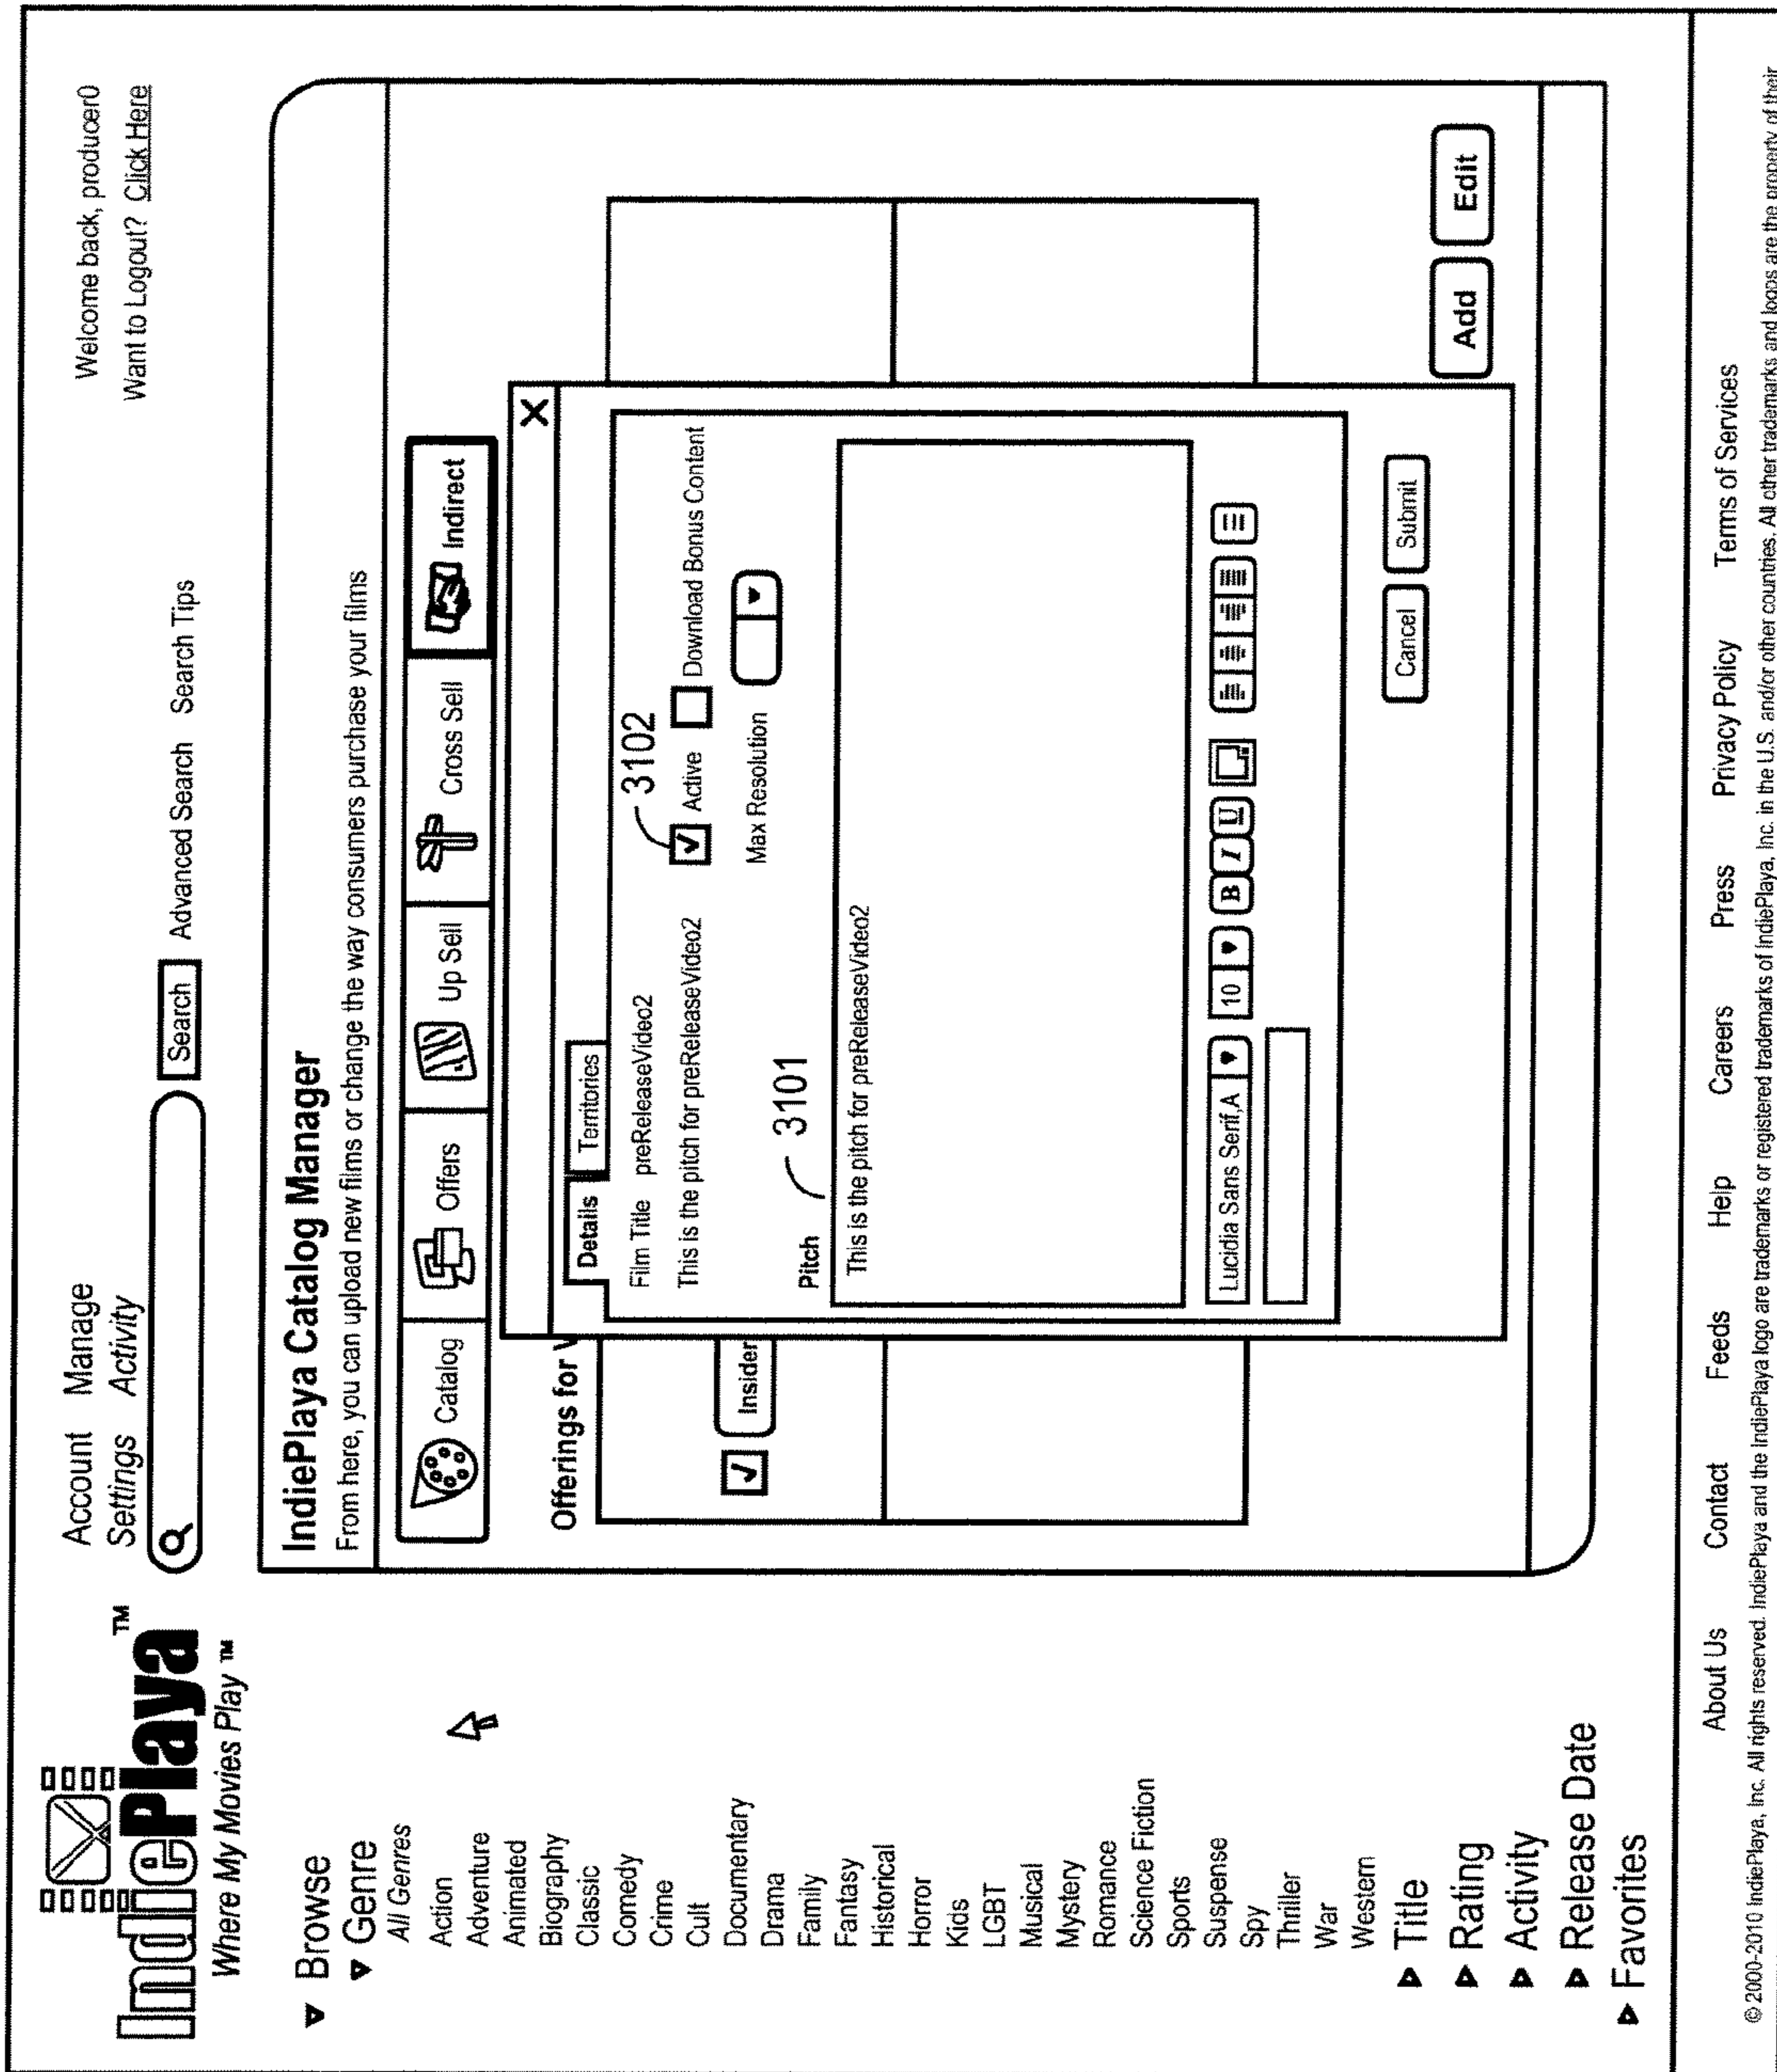 IndiePlaya™
Where My Movies Play ™
Account Settings
Manage Activity
Search Advanced Search Search Tips
Welcome back, producer0
Want to Logout? Click Here
▼ Browse
▼ Genre
All Genres
Action
Adventure
Animated
Biography
Classic
Comedy
Crime
Cult
Documentary
Drama
Family
Fantasy
Historical
Horror
Kids
LGBT
Musical
Mystery
Romance
Science Fiction
Sports
Suspense
Spy
Thriller
War
Western
▶ Title
▶ Rating
▶ Activity
▶ Release Date
▶ Favorites
IndiePlaya Catalog Manager
From here, you can upload new films or change the way consumers purchase your films
Catalog Offers Up Sell Cross Sell Indirect
Offerings for
Insider
X
Details Territories
Film Title preReleaseVideo2
3102
This is the pitch for preReleaseVideo2
Active Download Bonus Content
Max Resolution
Pitch 3101
This is the pitch for preReleaseVideo2
Lucidia Sans Serif,A 10 B I U
Cancel Submit
Add Edit
About Us Contact Feeds Help Careers Press Privacy Policy Terms of Services
© 2000-2010 IndiePlaya, Inc. All rights reserved. IndiePlaya and the IndiePlaya logo are trademarks or registered trademarks of IndiePlaya, Inc. in the U.S. and/or other countries. All other trademarks and logos are the property of their